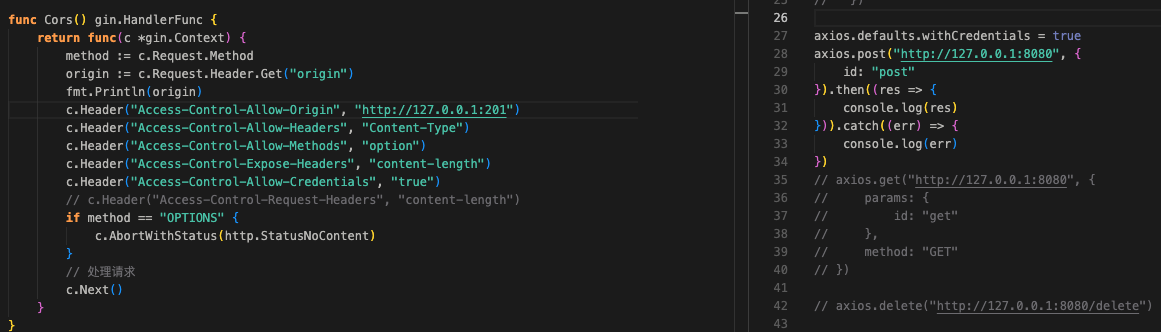 func Cors() gin.HandlerFunc {
    return func(c *gin.Context) {
        method := c.Request.Method
        origin := c.Request.Header.Get("origin")
        fmt.Println(origin)
        c.Header("Access-Control-Allow-Origin", "http://127.0.0.1:201")
        c.Header("Access-Control-Allow-Headers", "Content-Type")
        c.Header("Access-Control-Allow-Methods", "option")
        c.Header("Access-Control-Expose-Headers", "content-length")
        c.Header("Access-Control-Allow-Credentials", "true")
        // c.Header("Access-Control-Request-Headers", "content-length")
        if method == "OPTIONS" {
            c.AbortWithStatus(http.StatusNoContent)
        }
        // 处理请求
        c.Next()
    }
}
25 //   })
26
27 axios.defaults.withCredentials = true
28 axios.post("http://127.0.0.1:8080", {
29     id: "post"
30 }).then((res => {
31     console.log(res)
32 })).catch((err) => {
33     console.log(err)
34 })
35 // axios.get("http://127.0.0.1:8080", {
36 //     params: {
37 //         id: "get"
38 //     },
39 //     method: "GET"
40 // })
41
42 // axios.delete("http://127.0.0.1:8080/delete")
43